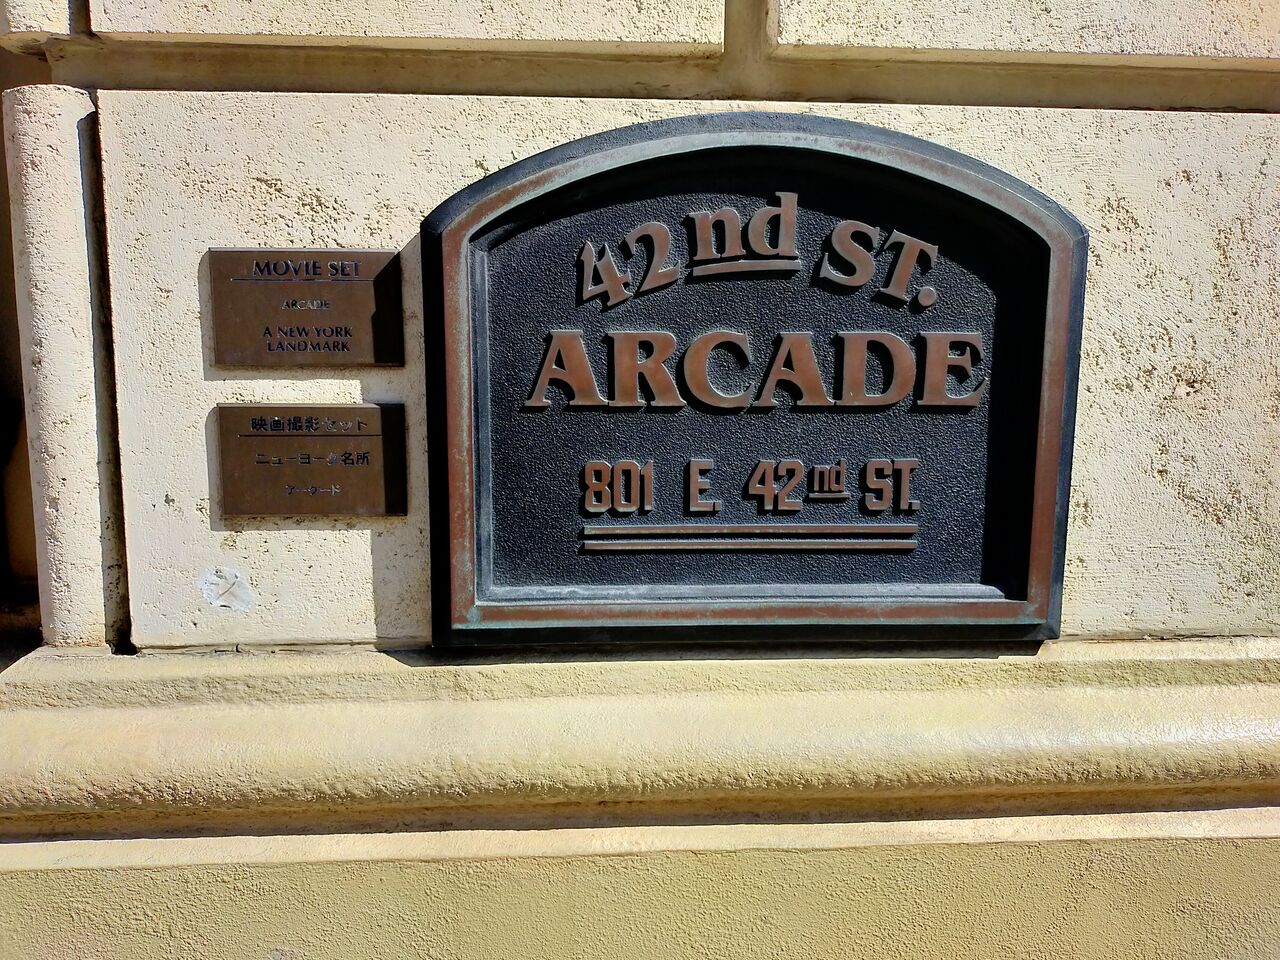 MOVIE SET
ARCADE
A NEW YORK
LANDMARK
映画撮影セット
ニューヨーク名所
アーケード
42nd ST.
ARCADE
801 E. 42nd ST.